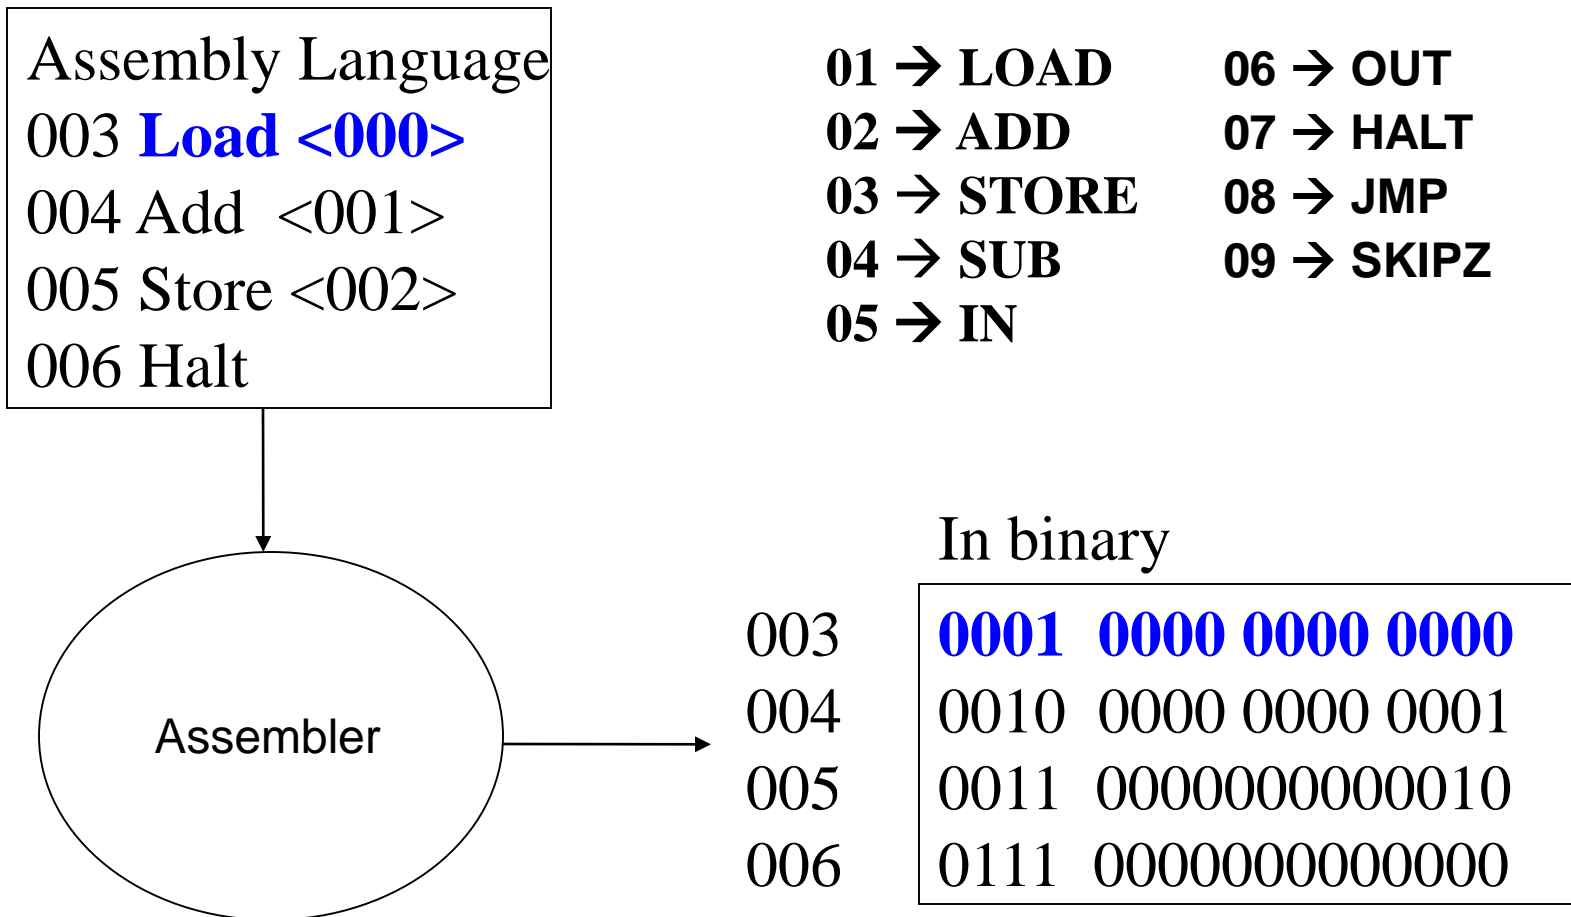 Assembly Language
003 Load <000>
004 Add <001>
005 Store <002>
006 Halt
01 → LOAD
02 → ADD
03 → STORE
04 → SUB
05 → IN
06 → OUT
07 → HALT
08 → JMP
09 → SKIPZ
Assembler
In binary
003 0001 0000 0000 0000
004 0010 0000 0000 0001
005 0011 0000000000010
006 0111 0000000000000